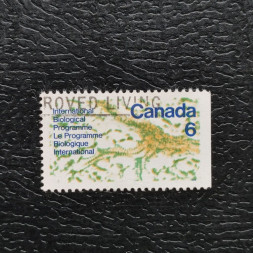 ROVED LIVING
Canada
6
International
Biological
Programme
Le Programme
Biologique
International